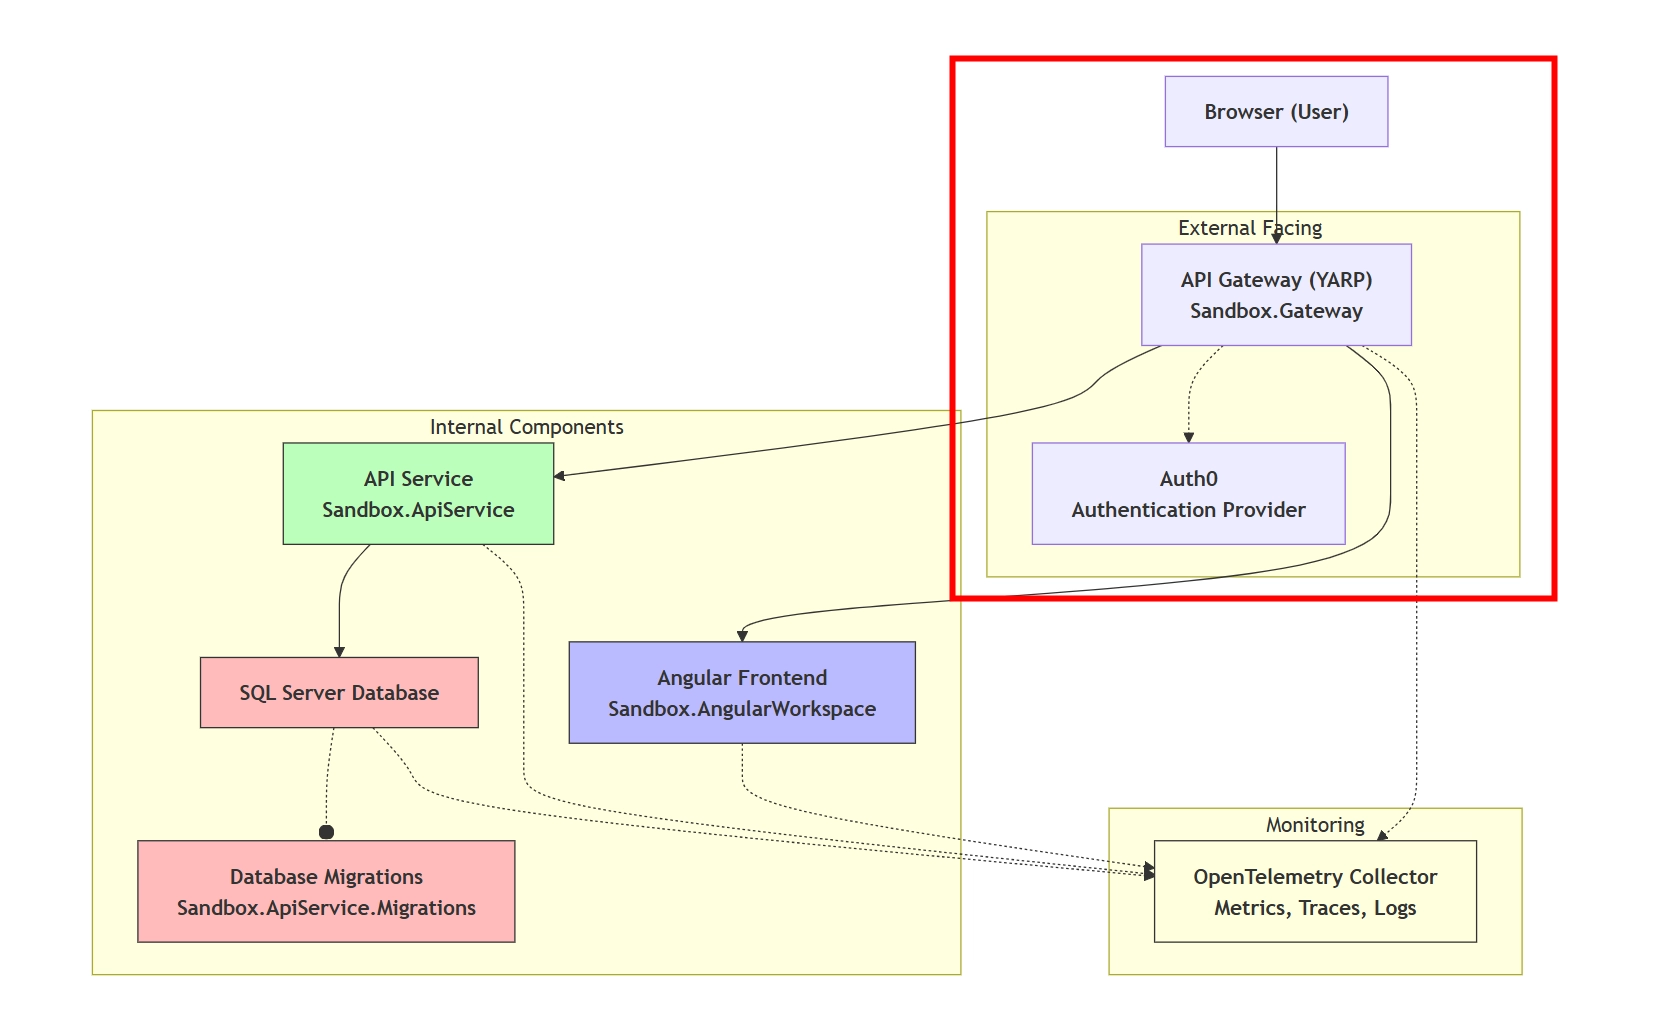 Browser (User)
External Facing
API Gateway (YARP)
Sandbox.Gateway
Internal Components
API Service
Sandbox.ApiService
Auth0
Authentication Provider
SQL Server Database
Angular Frontend
Sandbox.AngularWorkspace
Monitoring
Database Migrations
Sandbox.ApiService.Migrations
OpenTelemetry Collector
Metrics, Traces, Logs